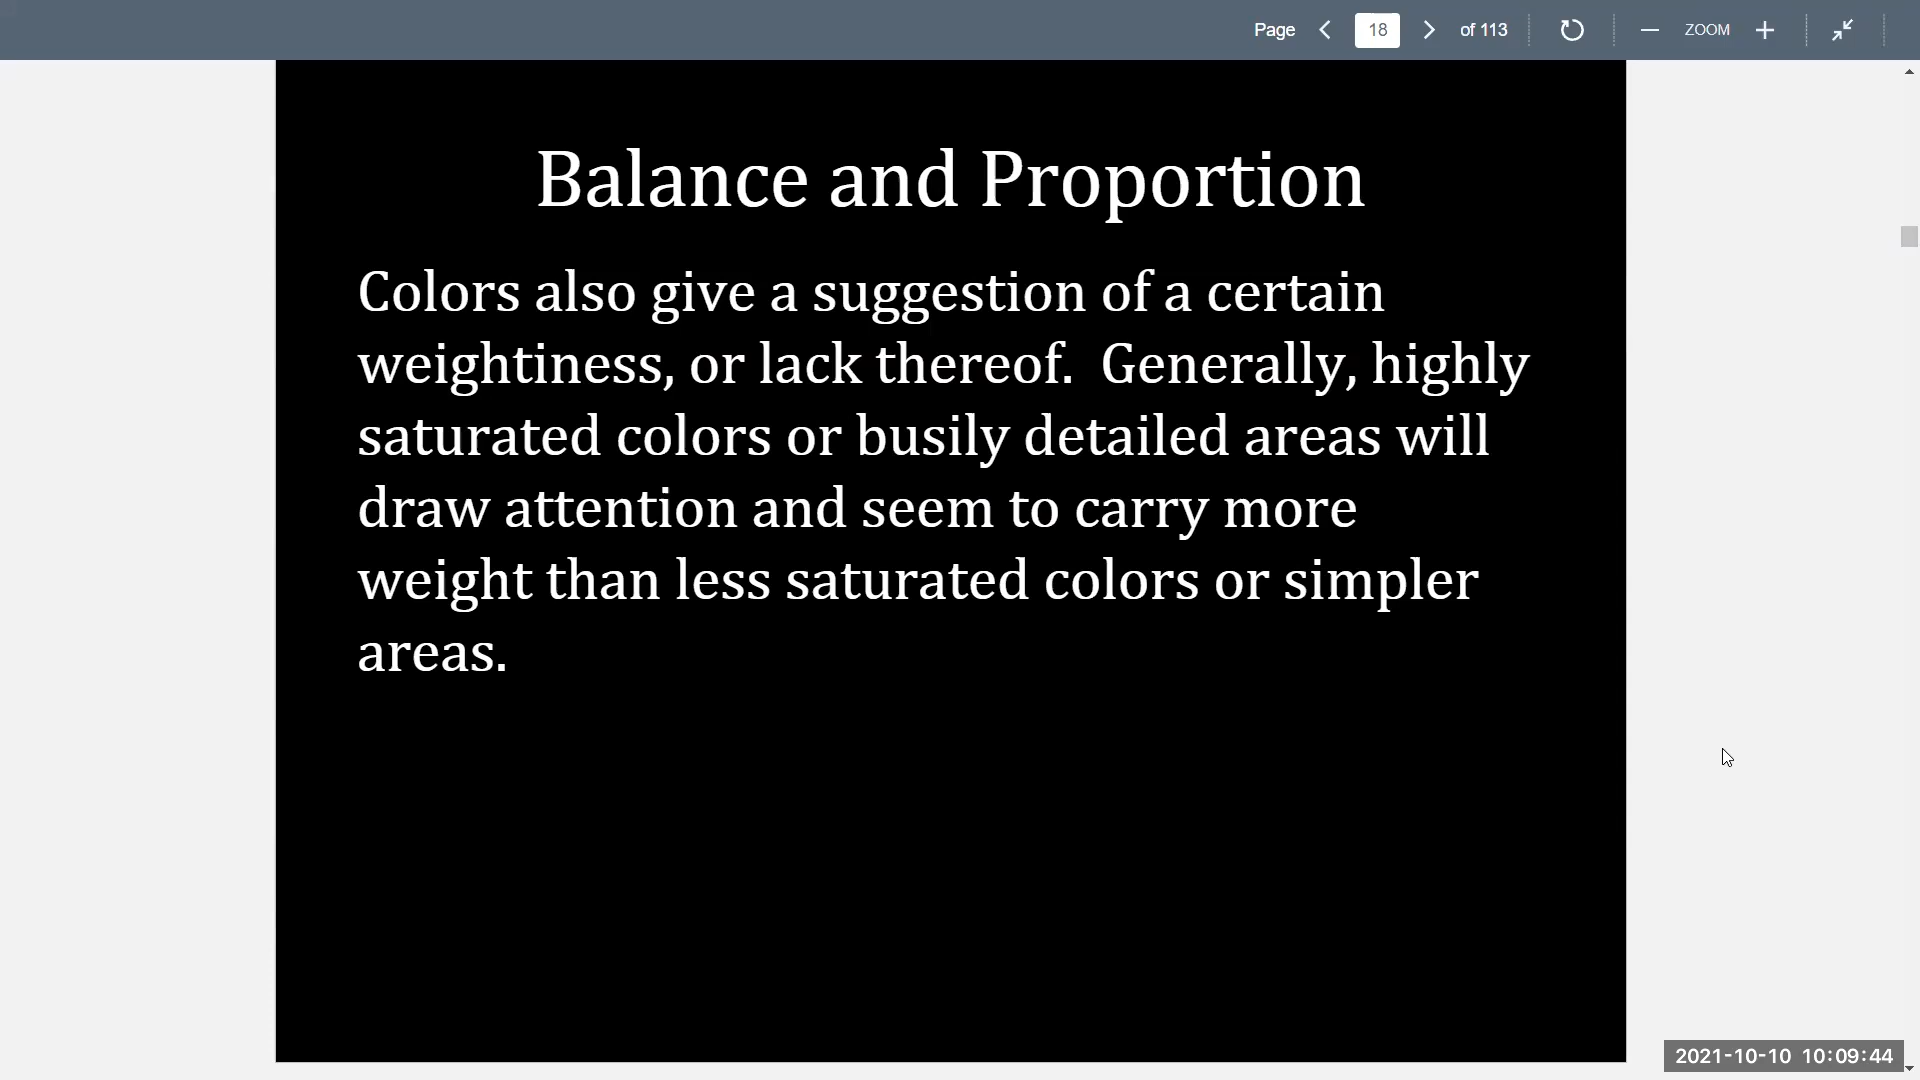 Page 18 of 113 ZOOM
Balance and Proportion
Colors also give a suggestion of a certain
weightiness, or lack thereof.  Generally, highly
saturated colors or busily detailed areas will
draw attention and seem to carry more
weight than less saturated colors or simpler
areas.
2021-10-10 10:09:44